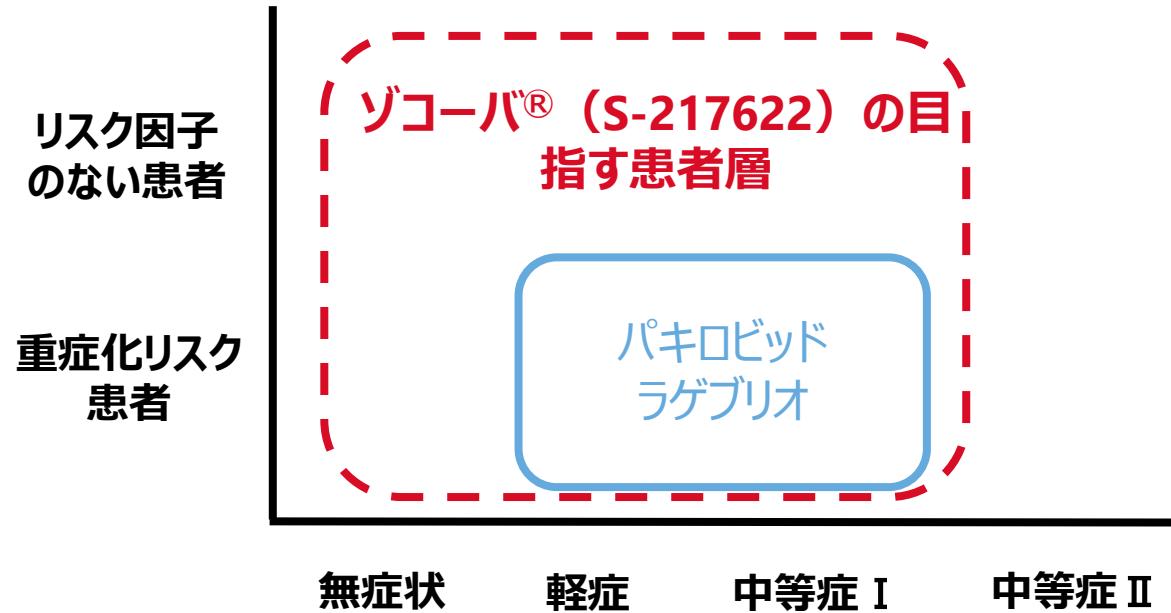 ゾコーバ®（S-217622）の目
指す患者層
リスク因子
のない患者
パキロビッド
ラゲブリオ
重症化リスク
患者
無症状 軽症 中等症Ⅰ 中等症Ⅱ